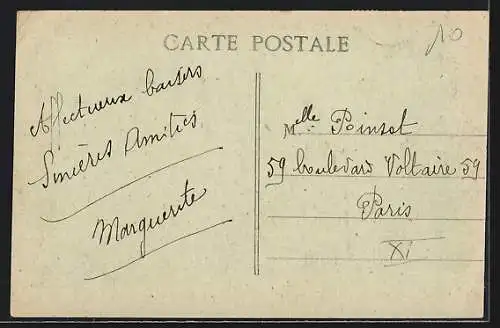 CARTE POSTALE
10
Affectueux baisers
Sincères Amitiés
Marguerite
Melle Poinsot
59 boulevard Voltaire 59
Paris
XI